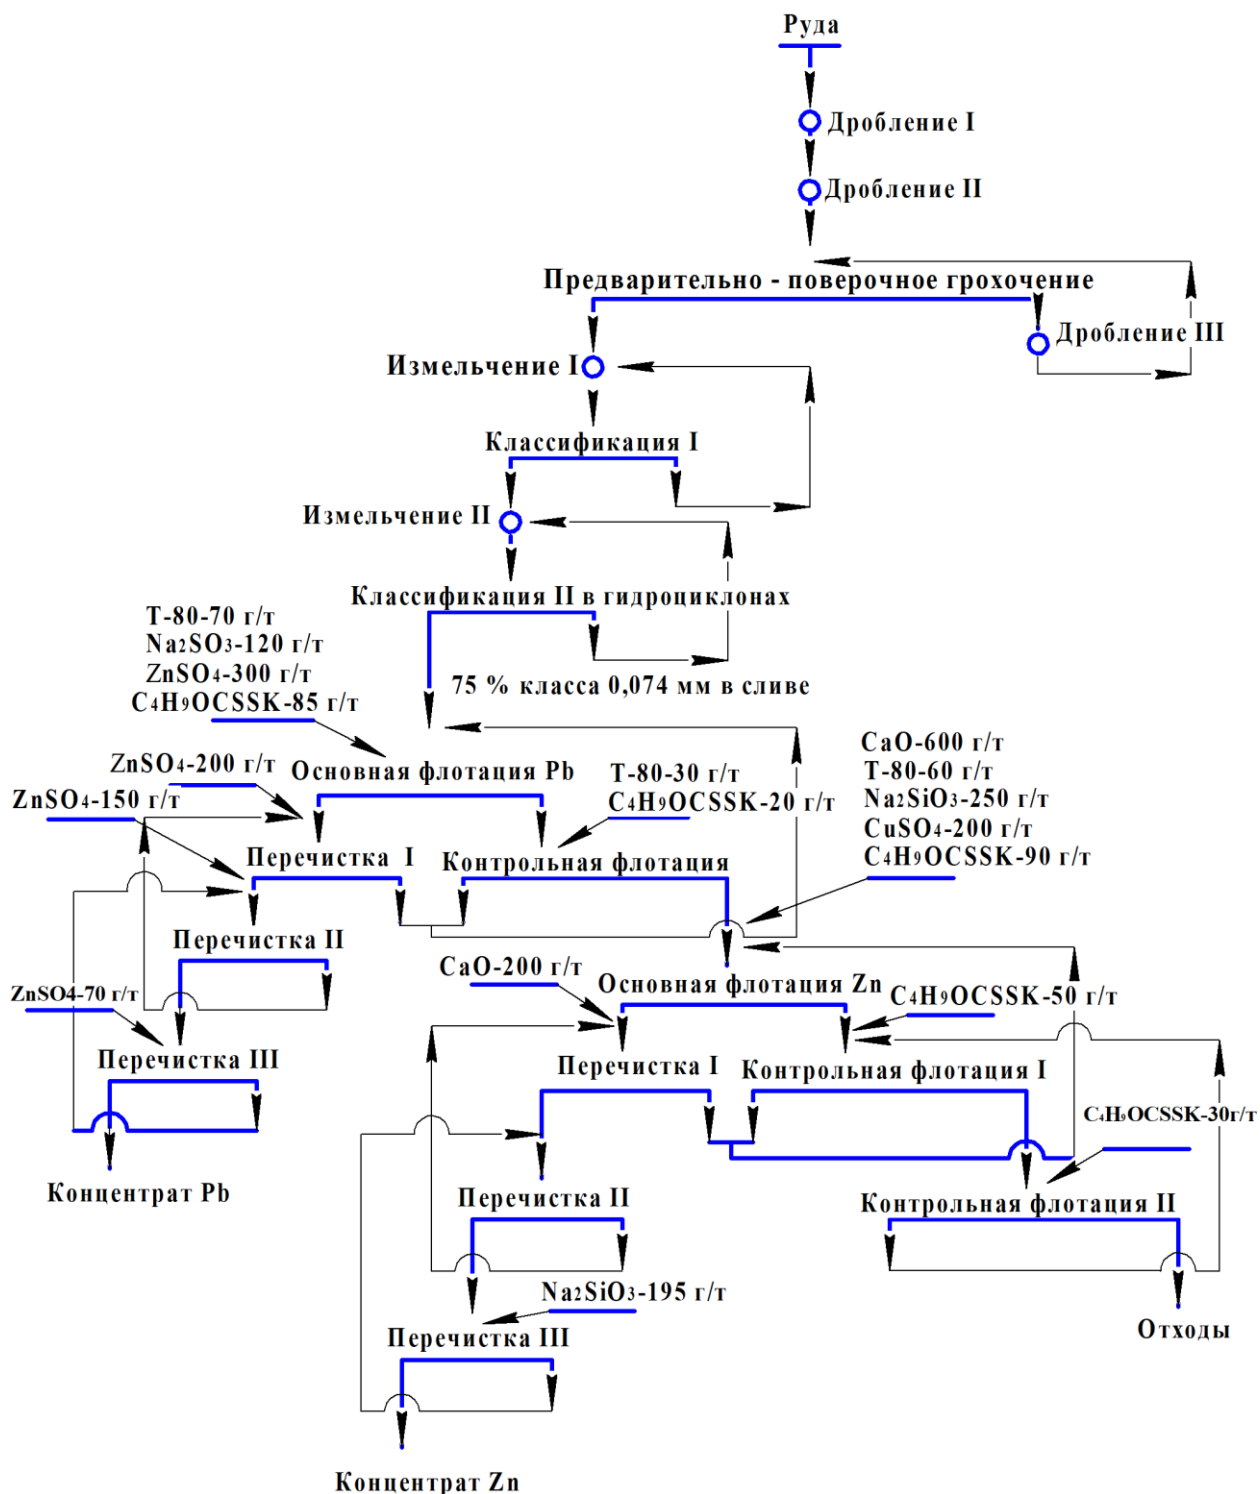 Руда
Дробление I
Дробление II
Предварительно - поверочное грохочение
Дробление III
Измельчение I
Классификация I
Измельчение II
Классификация II в гидроциклонах
Т-80-70 г/т
Na2SO3-120 г/т
ZnSO4-300 г/т
C4H9OCSSK-85 г/т
75 % класса 0,074 мм в сливе
ZnSO4-200 г/т
ZnSO4-150 г/т
Основная флотация Pb
Т-80-30 г/т
C4H9OCSSK-20 г/т
CaO-600 г/т
Т-80-60 г/т
Na2SiO3-250 г/т
CuSO4-200 г/т
C4H9OCSSK-90 г/т
Перечистка I
Контрольная флотация
Перечистка II
CaO-200 г/т
Основная флотация Zn
ZnSO4-70 г/т
C4H9OCSSK-50 г/т
Перечистка III
Перечистка I
Контрольная флотация I
C4H9OCSSK-30г/т
Концентрат Pb
Перечистка II
Контрольная флотация II
Na2SiO3-195 г/т
Перечистка III
Отходы
Концентрат Zn